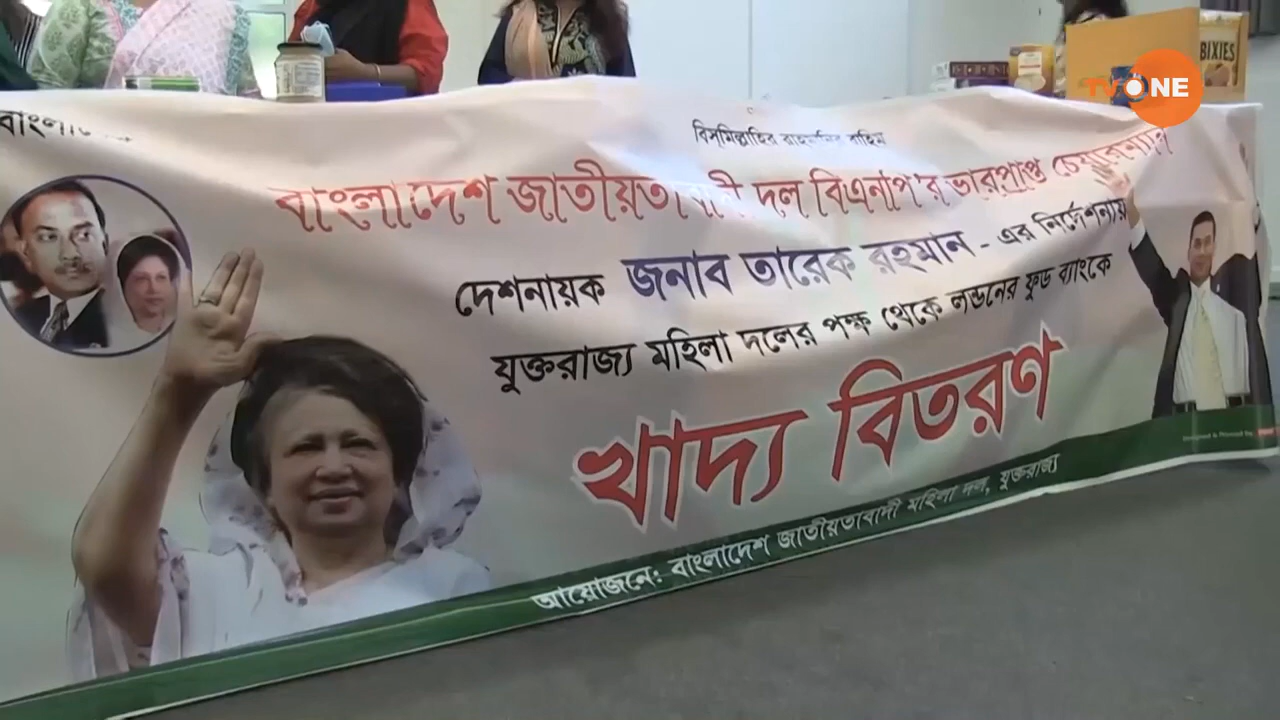 TV ONE
BIXIES
বিস্‌মিল্লাহির রাহমানির রাহিম
বাংলাদেশ জাতীয়তাবাদী দল বিএনপি'র ভারপ্রাপ্ত চেয়ারম্যান
দেশনায়ক জনাব তারেক রহমান - এর নির্দেশনায়
যুক্তরাজ্য মহিলা দলের পক্ষ থেকে লন্ডনের ফুড ব্যাংকে
খাদ্য বিতরণ
আয়োজনে: বাংলাদেশ জাতীয়তাবাদী মহিলা দল, যুক্তরাজ্য